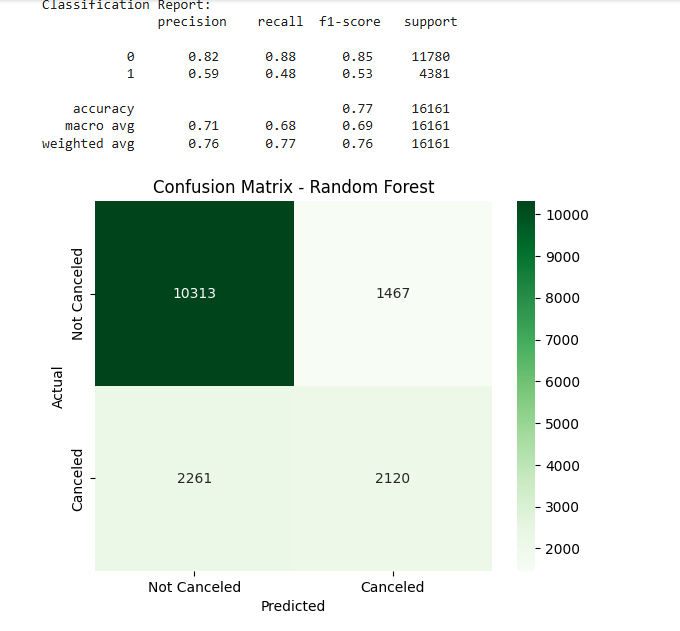 Classification Report:
precision recall f1-score support
0 0.82 0.88 0.85 11780
1 0.59 0.48 0.53 4381
accuracy 0.77 16161
macro avg 0.71 0.68 0.69 16161
weighted avg 0.76 0.77 0.76 16161
Confusion Matrix - Random Forest
10313 1467
2261 2120
Not Canceled
Canceled
Actual
Not Canceled Canceled
Predicted
10000
9000
8000
7000
6000
5000
4000
3000
2000